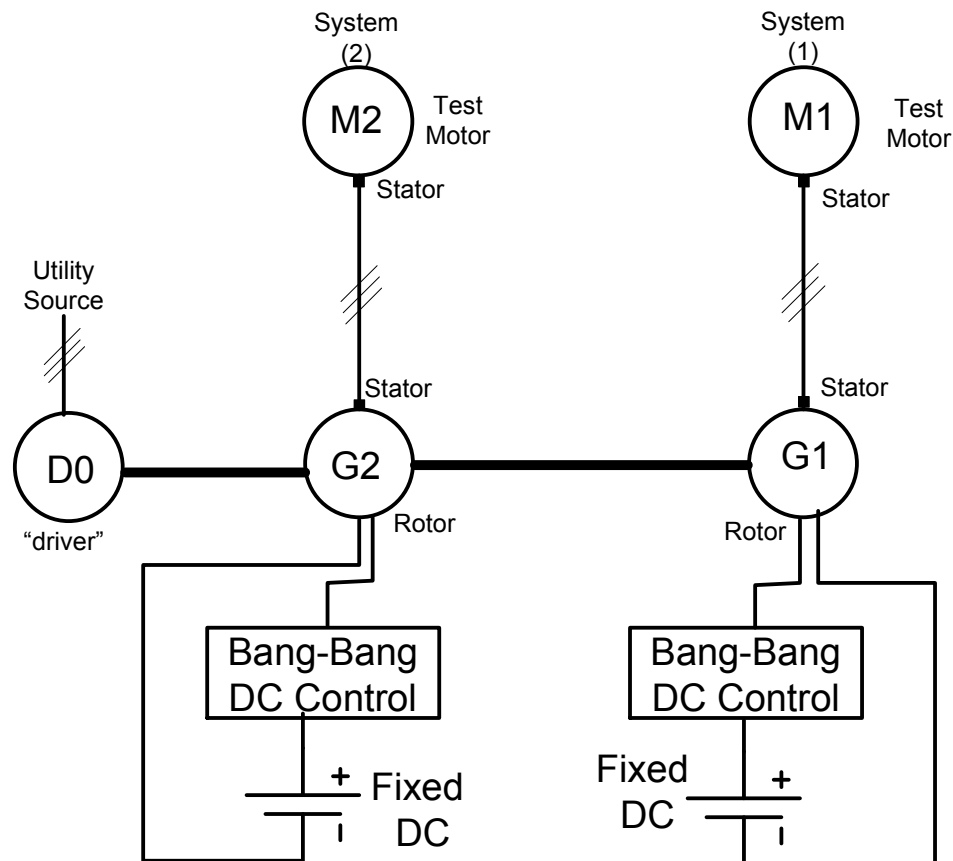 System
(2)
M2
Test
Motor
Stator
System
(1)
M1
Test
Motor
Stator
Utility
Source
Stator
Stator
D0
G2
G1
"driver"
Rotor
Rotor
Bang-Bang
DC Control
Bang-Bang
DC Control
+
Fixed
DC
-
Fixed
DC
+
-